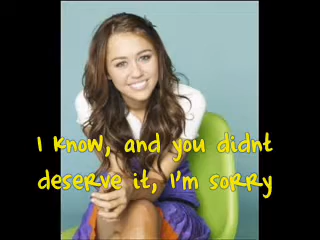 I know, and you didnt
deserve it, I'm sorry